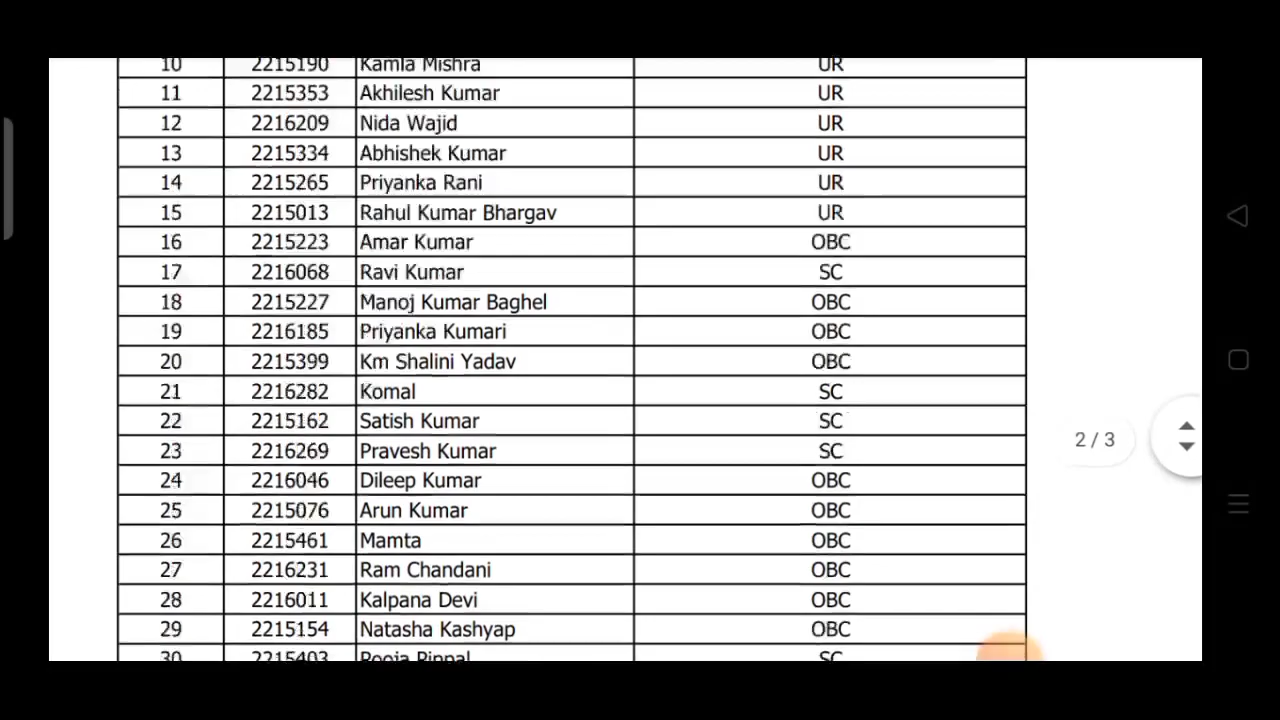 10 2215190 Kamla Mishra UR
11 2215353 Akhilesh Kumar UR
12 2216209 Nida Wajid UR
13 2215334 Abhishek Kumar UR
14 2215265 Priyanka Rani UR
15 2215013 Rahul Kumar Bhargav UR
16 2215223 Amar Kumar OBC
17 2216068 Ravi Kumar SC
18 2215227 Manoj Kumar Baghel OBC
19 2216185 Priyanka Kumari OBC
20 2215399 Km Shalini Yadav OBC
21 2216282 Komal SC
22 2215162 Satish Kumar SC
23 2216269 Pravesh Kumar SC
2 / 3
24 2216046 Dileep Kumar OBC
25 2215076 Arun Kumar OBC
26 2215461 Mamta OBC
27 2216231 Ram Chandani OBC
28 2216011 Kalpana Devi OBC
29 2215154 Natasha Kashyap OBC
30 2215403 Pooja SC